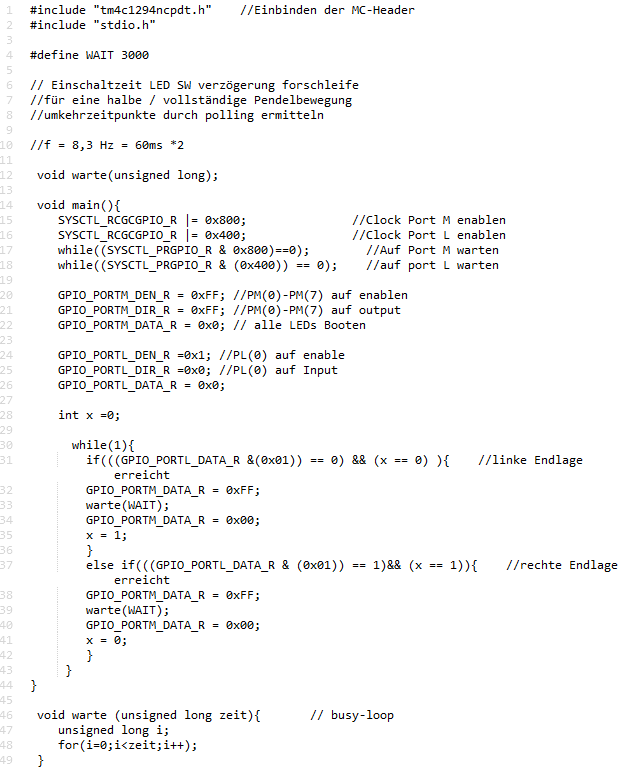 1 #include "tm4c1294ncpdt.h"    //Einbinden der MC-Header
2 #include "stdio.h"
3
4 #define WAIT 3000
5
6 // Einschaltzeit LED SW verzögerung forschleife
7 //für eine halbe / vollständige Pendelbewegung
8 //umkehrzeitpunkte durch polling ermitteln
9
10 //f = 8,3 Hz = 60ms *2
11
12  void warte(unsigned long);
13
14  void main(){
15     SYSCTL_RCGCGPIO_R |= 0x800;               //Clock Port M enablen
16     SYSCTL_RCGCGPIO_R |= 0x400;               //Clock Port L enablen
17     while((SYSCTL_PRGPIO_R & 0x800)==0);        //Auf Port M warten
18     while((SYSCTL_PRGPIO_R & (0x400)) == 0);    //auf port L warten
19
20     GPIO_PORTM_DEN_R = 0xFF; //PM(0)-PM(7) auf enablen
21     GPIO_PORTM_DIR_R = 0xFF; //PM(0)-PM(7) auf output
22     GPIO_PORTM_DATA_R = 0x0; // alle LEDs Booten
23
24     GPIO_PORTL_DEN_R =0x1; //PL(0) auf enable
25     GPIO_PORTL_DIR_R =0x0; //PL(0) auf Input
26     GPIO_PORTL_DATA_R = 0x0;
27
28     int x =0;
29
30       while(1){
31         if(((GPIO_PORTL_DATA_R &(0x01)) == 0) && (x == 0) ){    //linke Endlage
            erreicht
32         GPIO_PORTM_DATA_R = 0xFF;
33         warte(WAIT);
34         GPIO_PORTM_DATA_R = 0x00;
35         x = 1;
36         }
37         else if(((GPIO_PORTL_DATA_R & (0x01)) == 1)&& (x == 1)){    //rechte Endlage
            erreicht
38         GPIO_PORTM_DATA_R = 0xFF;
39         warte(WAIT);
40         GPIO_PORTM_DATA_R = 0x00;
41         x = 0;
42         }
43      }
44 }
45
46  void warte (unsigned long zeit){       // busy-loop
47     unsigned long i;
48     for(i=0;i<zeit;i++);
49  }